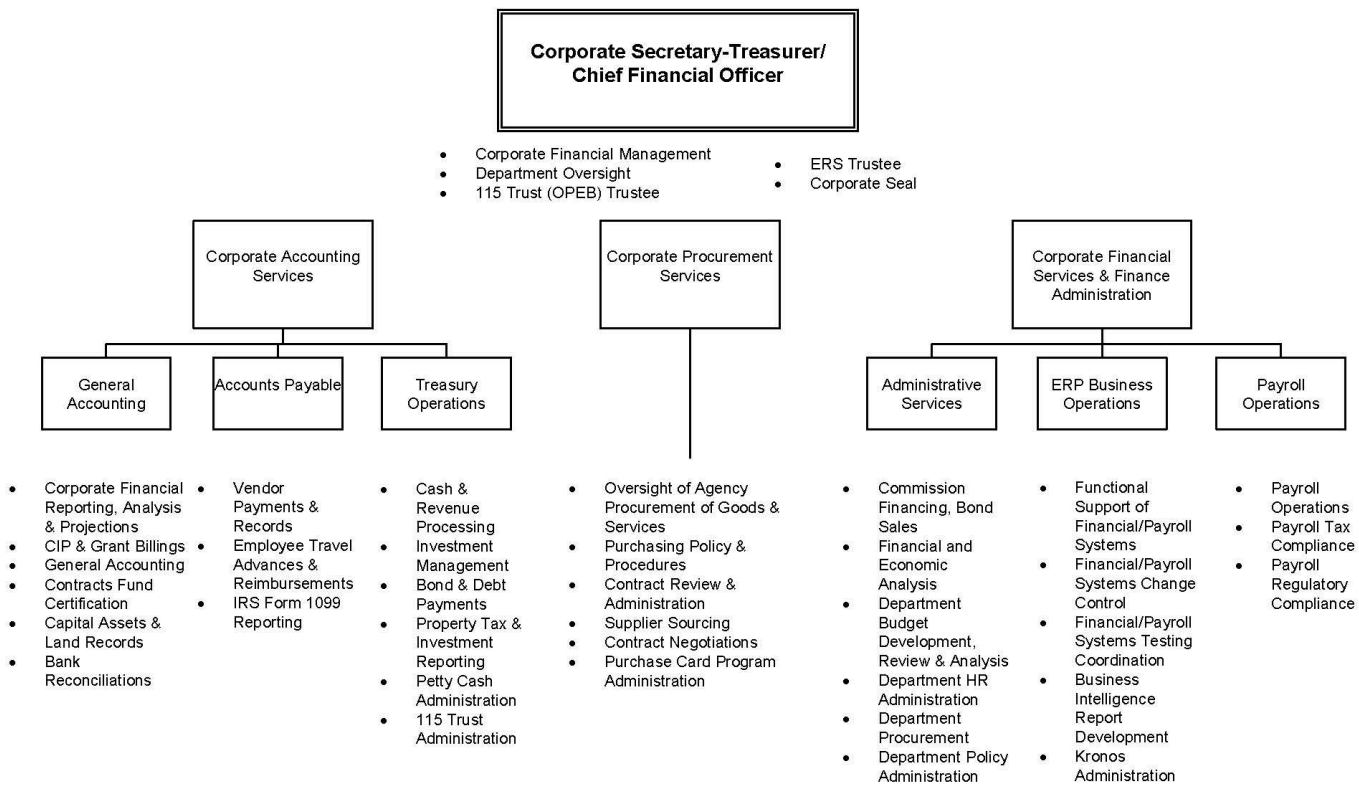 Corporate Secretary-Treasurer/
Chief Financial Officer
• Corporate Financial Management
• Department Oversight
• 115 Trust (OPEB) Trustee
• ERS Trustee
• Corporate Seal
Corporate Accounting
Services
Corporate Procurement
Services
Corporate Financial
Services & Finance
Administration
General
Accounting
Accounts Payable
Treasury
Operations
Administrative
Services
ERP Business
Operations
Payroll
Operations
• Corporate Financial
Reporting, Analysis
& Projections
• CIP & Grant Billings
• General Accounting
• Contracts Fund
Certification
• Capital Assets &
Land Records
• Bank
Reconciliations
• Vendor
Payments &
Records
• Employee Travel
Advances &
Reimbursements
• IRS Form 1099
Reporting
• Cash &
Revenue
Processing
• Investment
Management
• Bond & Debt
Payments
• Property Tax &
Investment
Reporting
• Petty Cash
Administration
• 115 Trust
Administration
• Oversight of Agency
Procurement of Goods &
Services
• Purchasing Policy &
Procedures
• Contract Review &
Administration
• Supplier Sourcing
• Contract Negotiations
• Purchase Card Program
Administration
• Commission
Financing, Bond
Sales
• Financial and
Economic
Analysis
• Department
Budget
Development,
Review & Analysis
• Department HR
Administration
• Department
Procurement
• Department Policy
Administration
• Functional
Support of
Financial/Payroll
Systems
• Financial/Payroll
Systems Change
Control
• Financial/Payroll
Systems Testing
Coordination
• Business
Intelligence
Report
Development
• Kronos
Administration
• Payroll
Operations
• Payroll Tax
Compliance
• Payroll
Regulatory
Compliance